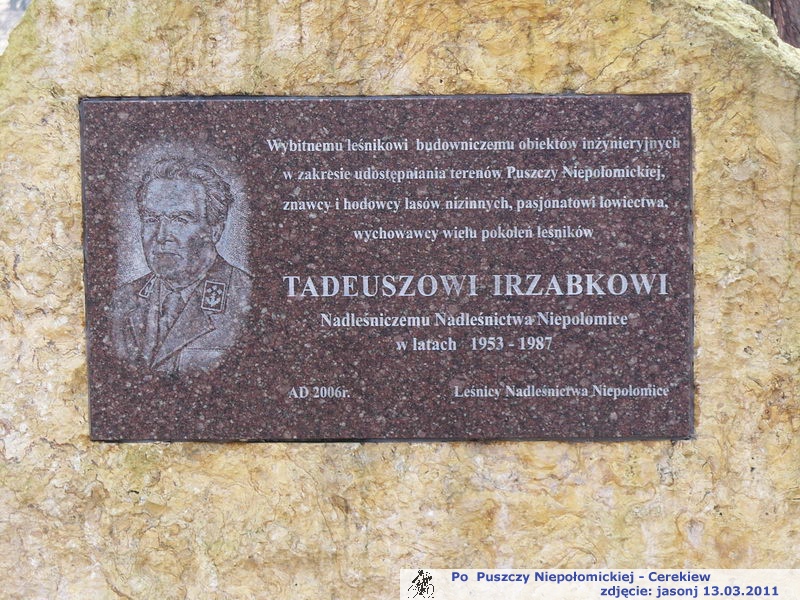 Wybitnemu leśnikowi budowniczemu obiektów inżynieryjnych
w zakresie udostępniania terenów Puszczy Niepołomickiej,
znawcy i hodowcy lasów nizinnych, pasjonatowi łowiectwa,
wychowawcy wielu pokoleń leśników
TADEUSZOWI IRZABKOWI
Nadleśniczemu Nadleśnictwa Niepołomice
w latach 1953 - 1987
AD 2006r. Leśnicy Nadleśnictwa Niepołomice
Po Puszczy Niepołomickiej - Cerekiew
zdjęcie: jasonj 13.03.2011